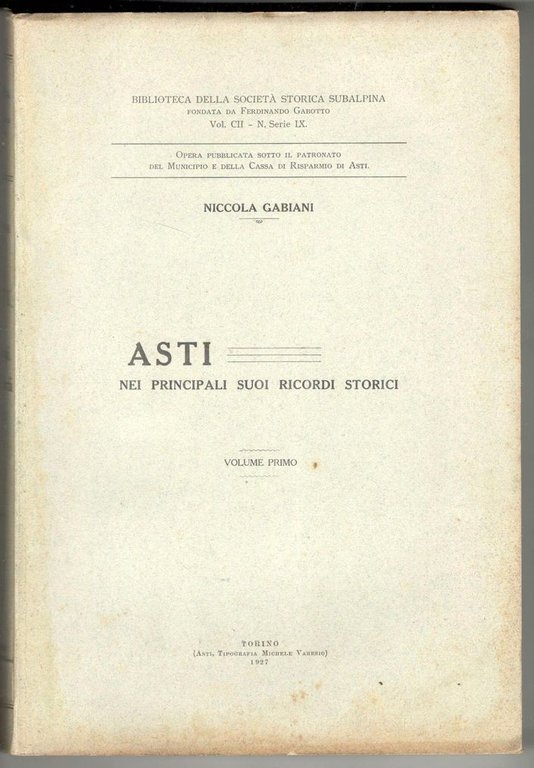 BIBLIOTECA DELLA SOCIETÀ STORICA SUBALPINA
FONDATA DA FERDINANDO GABOTTO
Vol. CII - N. Serie IX.
OPERA PUBBLICATA SOTTO IL PATRONATO
DEL MUNICIPIO E DELLA CASSA DI RISPARMIO DI ASTI.
NICCOLA GABIANI
ASTI
NEI PRINCIPALI SUOI RICORDI STORICI
VOLUME PRIMO
TORINO
(ASTI, TIPOGRAFIA MICHELE VARESIO)
1927